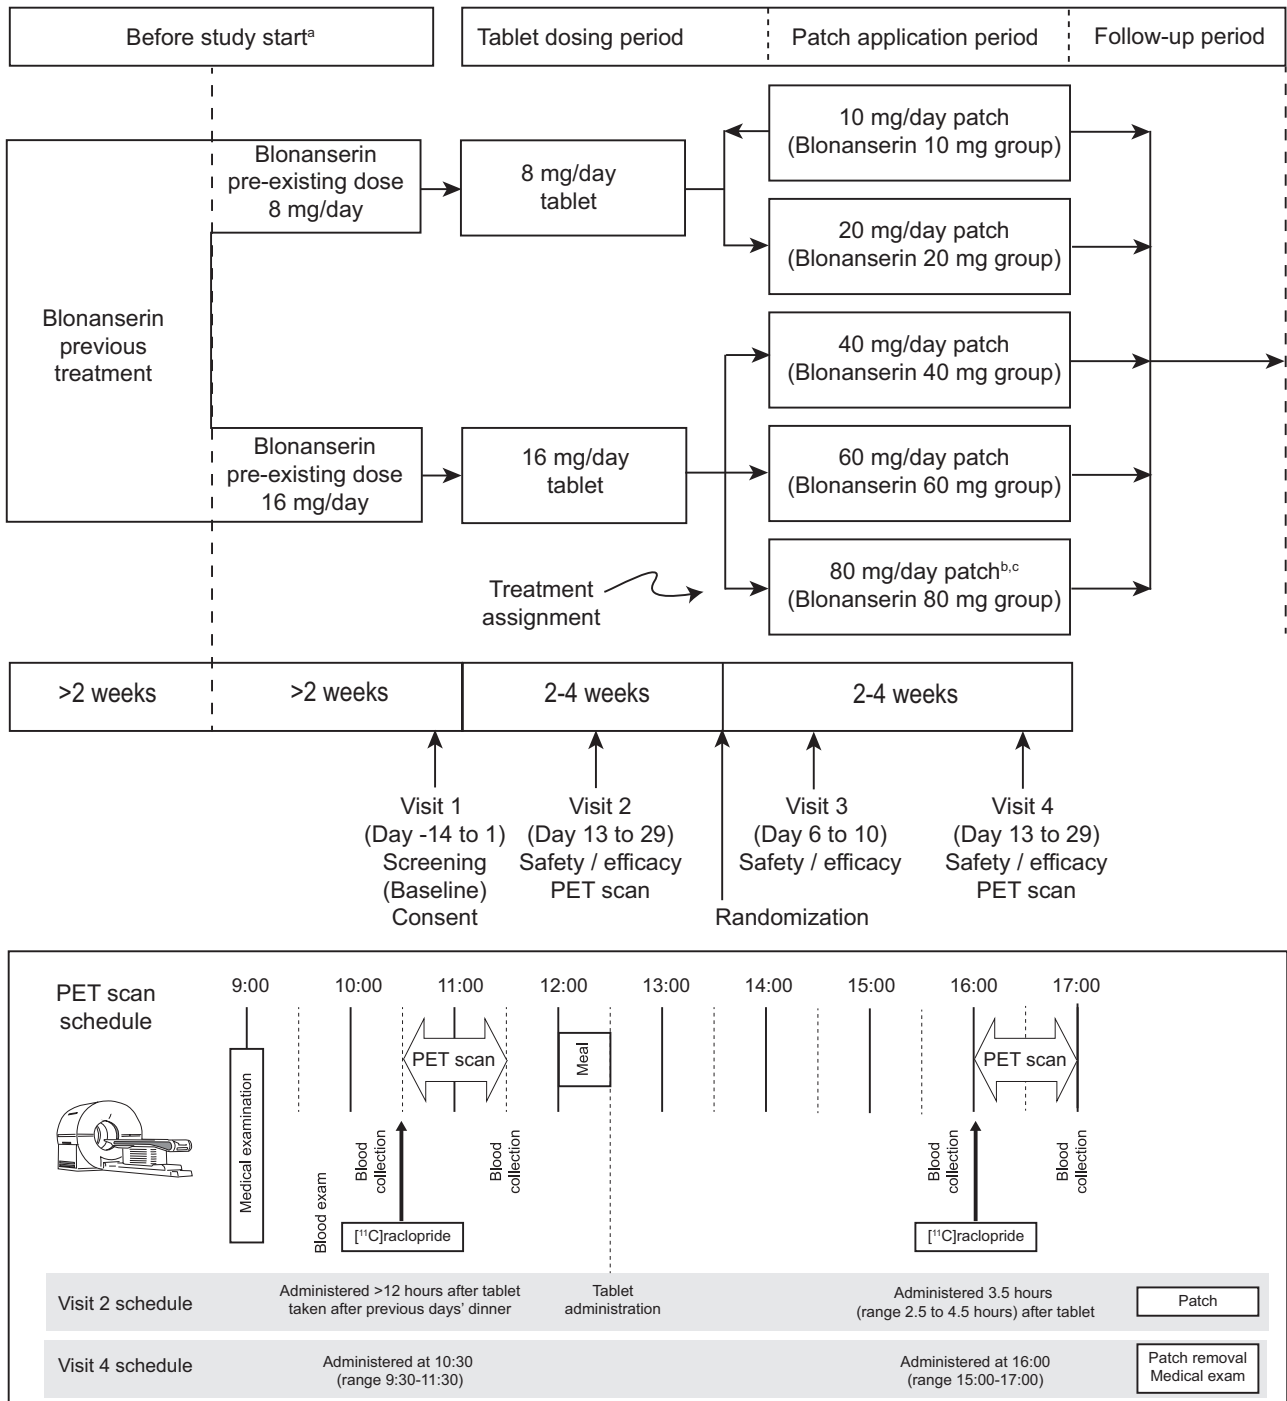 Before study startᵃ
Tablet dosing period
Patch application period
Follow-up period
Blonanserin
previous
treatment
Blonanserin
pre-existing dose
8 mg/day
8 mg/day
tablet
10 mg/day patch
(Blonanserin 10 mg group)
20 mg/day patch
(Blonanserin 20 mg group)
40 mg/day patch
(Blonanserin 40 mg group)
Blonanserin
pre-existing dose
16 mg/day
16 mg/day
tablet
60 mg/day patch
(Blonanserin 60 mg group)
80 mg/day patchᵇ,ᶜ
(Blonanserin 80 mg group)
Treatment
assignment
>2 weeks
>2 weeks
2-4 weeks
2-4 weeks
Visit 1
(Day -14 to 1)
Screening
(Baseline)
Consent
Visit 2
(Day 13 to 29)
Safety / efficacy
PET scan
Randomization
Visit 3
(Day 6 to 10)
Safety / efficacy
Visit 4
(Day 13 to 29)
Safety / efficacy
PET scan
PET scan
schedule
9:00
10:00
11:00
12:00
13:00
14:00
15:00
16:00
17:00
Medical examination
Blood exam
Blood
collection
[¹¹C]raclopride
PET scan
Blood
collection
Meal
Blood
collection
[¹¹C]raclopride
PET scan
Blood
collection
Visit 2 schedule
Administered >12 hours after tablet
taken after previous days' dinner
Tablet
administration
Administered 3.5 hours
(range 2.5 to 4.5 hours) after tablet
Patch
Visit 4 schedule
Administered at 10:30
(range 9:30-11:30)
Administered at 16:00
(range 15:00-17:00)
Patch removal
Medical exam